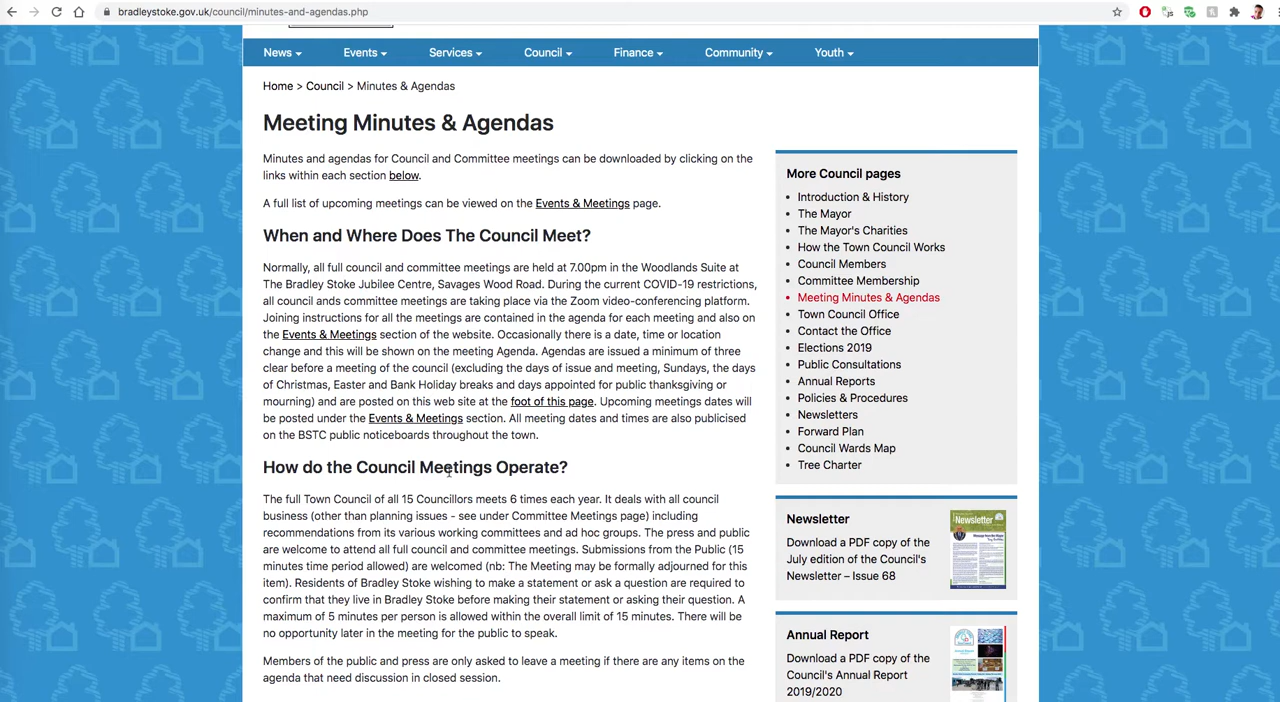 bradleystoke.gov.uk/council/minutes-and-agendas.php
News
Events
Services
Council
Finance
Community
Youth
Home > Council > Minutes & Agendas
Meeting Minutes & Agendas
Minutes and agendas for Council and Committee meetings can be downloaded by clicking on the
links within each section below.
A full list of upcoming meetings can be viewed on the Events & Meetings page.
When and Where Does The Council Meet?
Normally, all full council and committee meetings are held at 7.00pm in the Woodlands Suite at
The Bradley Stoke Jubilee Centre, Savages Wood Road. During the current COVID-19 restrictions,
all council ands committee meetings are taking place via the Zoom video-conferencing platform.
Joining instructions for all the meetings are contained in the agenda for each meeting and also on
the Events & Meetings section of the website. Occasionally there is a date, time or location
change and this will be shown on the meeting Agenda. Agendas are issued a minimum of three
clear before a meeting of the council (excluding the days of issue and meeting, Sundays, the days
of Christmas, Easter and Bank Holiday breaks and days appointed for public thanksgiving or
mourning) and are posted on this web site at the foot of this page. Upcoming meetings dates will
be posted under the Events & Meetings section. All meeting dates and times are also publicised
on the BSTC public noticeboards throughout the town.
How do the Council Meetings Operate?
The full Town Council of all 15 Councillors meets 6 times each year. It deals with all council
business (other than planning issues - see under Committee Meetings page) including
recommendations from its various working committees and ad hoc groups. The press and public
are welcome to attend all full council and committee meetings. Submissions from the Public (15
minutes time period allowed) are welcomed (nb: The Meeting may be formally adjourned for this
item). Residents of Bradley Stoke wishing to make a statement or ask a question are required to
confirm that they live in Bradley Stoke before making their statement or asking their question. A
maximum of 5 minutes per person is allowed within the overall limit of 15 minutes. There will be
no opportunity later in the meeting for the public to speak.
Members of the public and press are only asked to leave a meeting if there are any items on the
agenda that need discussion in closed session.
More Council pages
Introduction & History
The Mayor
The Mayor's Charities
How the Town Council Works
Council Members
Committee Membership
Meeting Minutes & Agendas
Town Council Office
Contact the Office
Elections 2019
Public Consultations
Annual Reports
Policies & Procedures
Newsletters
Forward Plan
Council Wards Map
Tree Charter
Newsletter
Download a PDF copy of the
July edition of the Council's
Newsletter – Issue 68
Newsletter
Annual Report
Download a PDF copy of the
Council's Annual Report
2019/2020